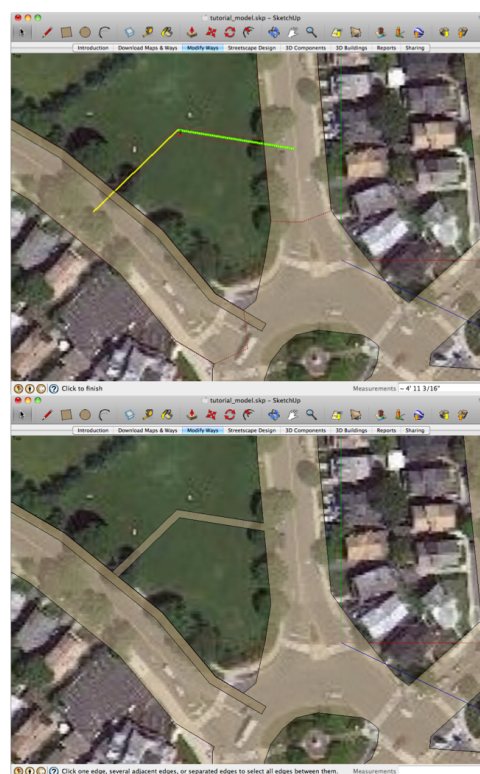 tutorial_model.skp – SketchUp
Introduction Download Maps & Ways Modify Ways Streetscape Design 3D Components 3D Buildings Reports Sharing
Click to finish Measurements ~ 4' 11 3/16"
tutorial_model.skp – SketchUp
Introduction Download Maps & Ways Modify Ways Streetscape Design 3D Components 3D Buildings Reports Sharing
Click one edge, several adjacent edges, or separated edges to select all edges between them. Measurements